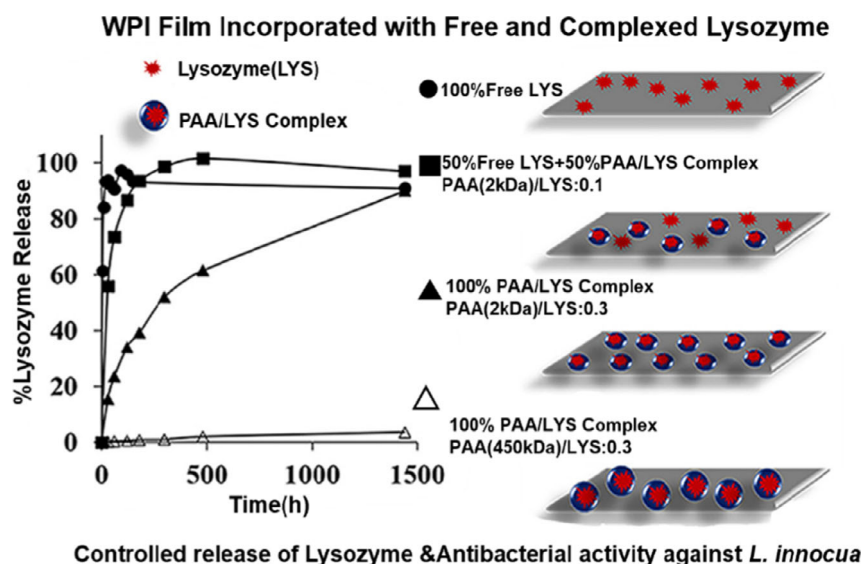 WPI Film Incorporated with Free and Complexed Lysozyme
Lysozyme(LYS)
PAA/LYS Complex
100%Free LYS
50%Free LYS+50%PAA/LYS Complex
PAA(2kDa)/LYS:0.1
100% PAA/LYS Complex
PAA(2kDa)/LYS:0.3
100% PAA/LYS Complex
PAA(450kDa)/LYS:0.3
%Lysozyme Release
100
80
60
40
20
0
0
500
1000
1500
Time(h)
Controlled release of Lysozyme &Antibacterial activity against L. innocua